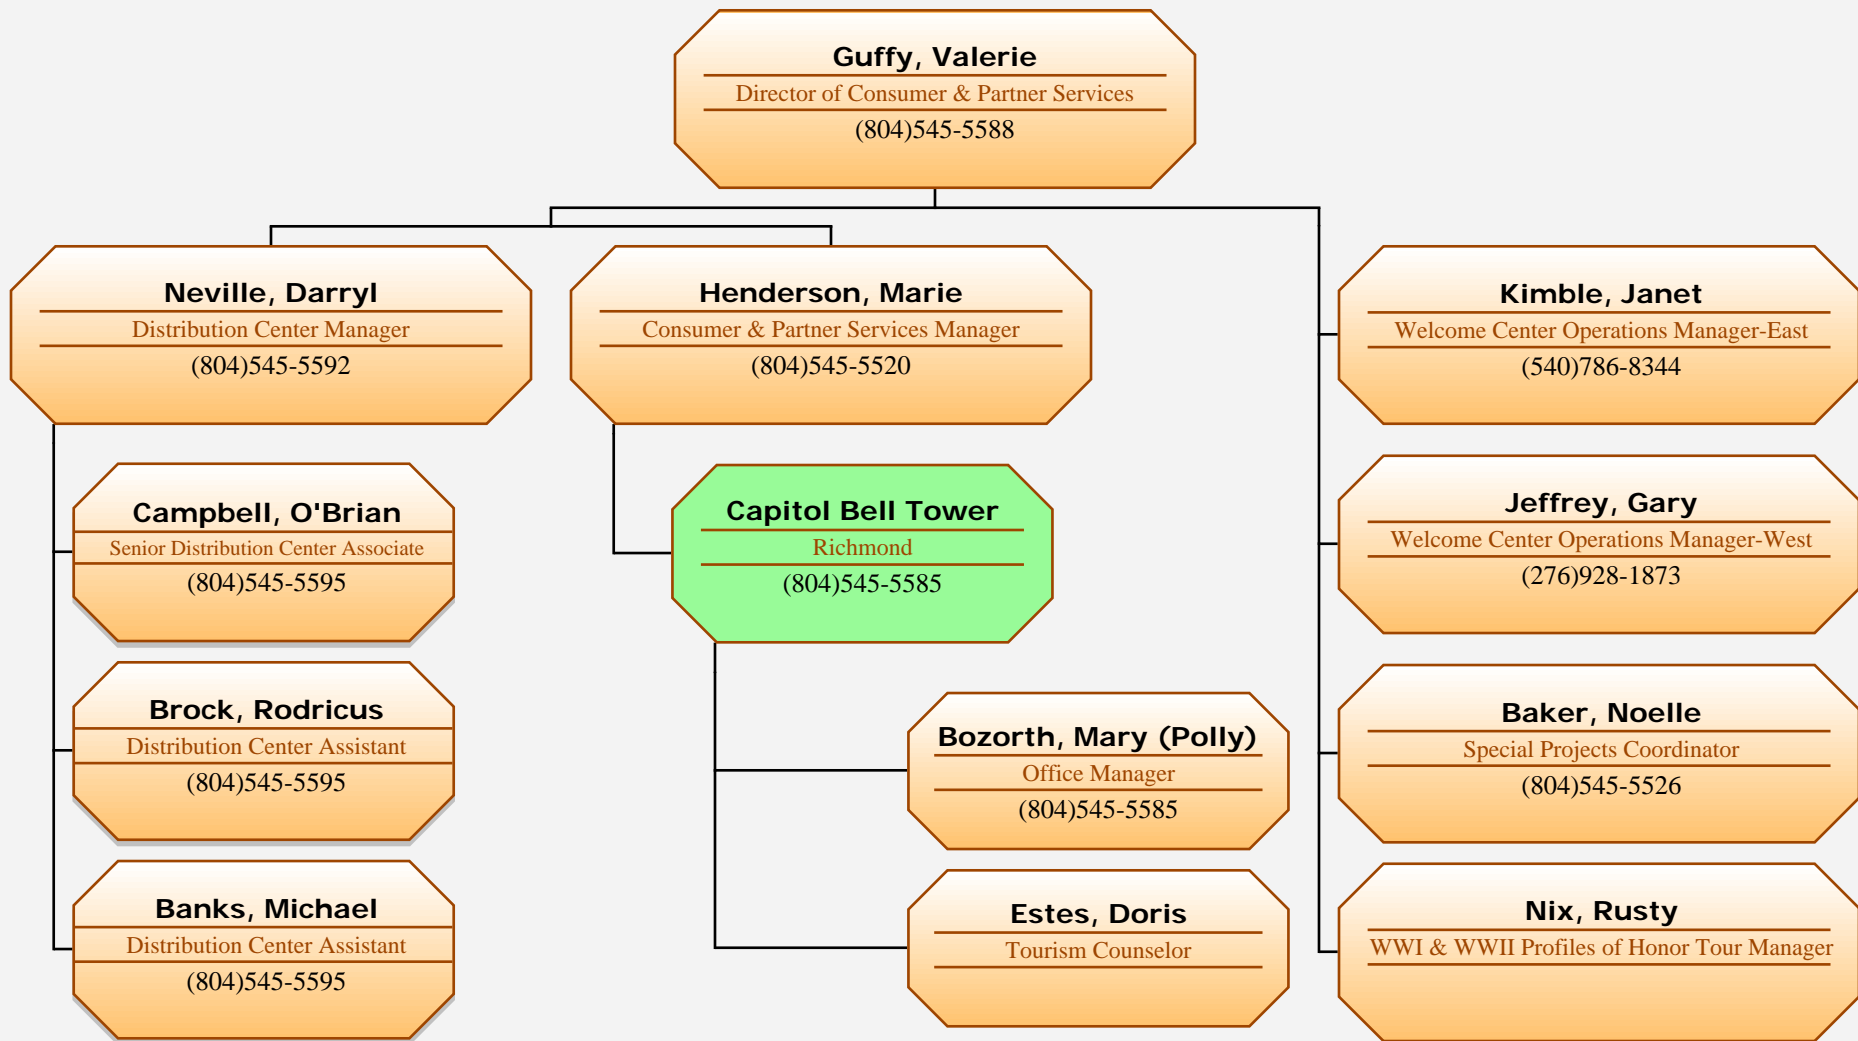 Guffy, Valerie
Director of Consumer & Partner Services
(804)545-5588
Neville, Darryl
Distribution Center Manager
(804)545-5592
Henderson, Marie
Consumer & Partner Services Manager
(804)545-5520
Kimble, Janet
Welcome Center Operations Manager-East
(540)786-8344
Campbell, O'Brian
Senior Distribution Center Associate
(804)545-5595
Capitol Bell Tower
Richmond
(804)545-5585
Jeffrey, Gary
Welcome Center Operations Manager-West
(276)928-1873
Brock, Rodricus
Distribution Center Assistant
(804)545-5595
Bozorth, Mary (Polly)
Office Manager
(804)545-5585
Baker, Noelle
Special Projects Coordinator
(804)545-5526
Banks, Michael
Distribution Center Assistant
(804)545-5595
Estes, Doris
Tourism Counselor
Nix, Rusty
WWI & WWII Profiles of Honor Tour Manager